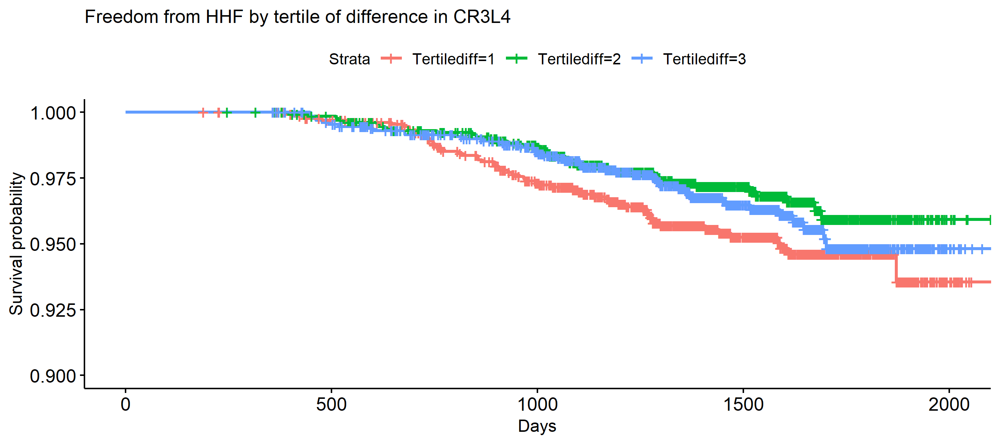 Freedom from HHF by tertile of difference in CR3L4
Strata Tertilediff=1 Tertilediff=2 Tertilediff=3
Survival probability
1.000
0.975
0.950
0.925
0.900
0 500 1000 1500 2000
Days